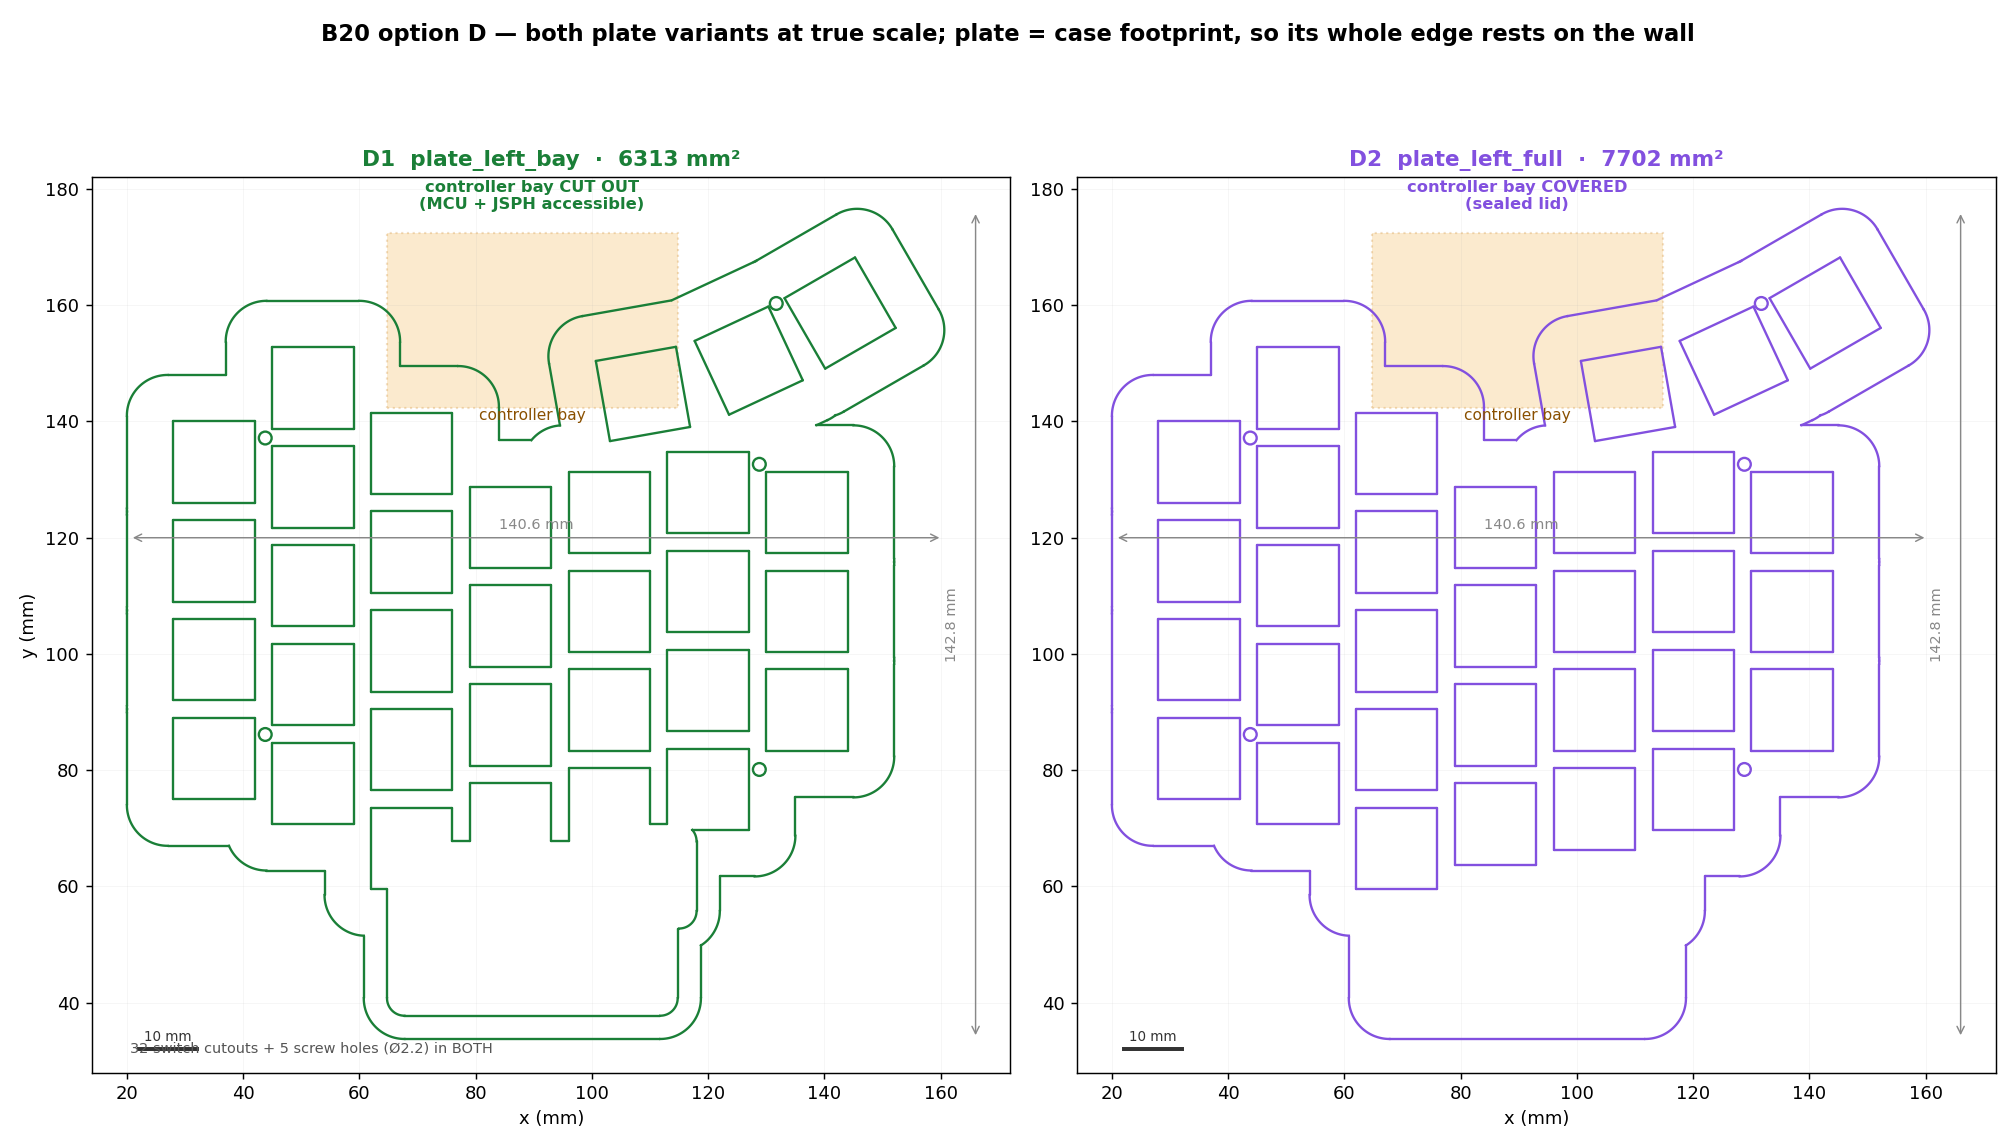 B20 option D — both plate variants at true scale; plate = case footprint, so its whole edge rests on the wall
D1 plate_left_bay · 6313 mm²
controller bay CUT OUT
(MCU + JSPH accessible)
controller bay
140.6 mm
142.8 mm
10 mm
32 switch cutouts + 5 screw holes (Ø2.2) in BOTH
180
160
140
120
100
80
60
40
y (mm)
20 40 60 80 100 120 140 160
x (mm)
D2 plate_left_full · 7702 mm²
controller bay COVERED
(sealed lid)
controller bay
140.6 mm
142.8 mm
10 mm
180
160
140
120
100
80
60
40
20 40 60 80 100 120 140 160
x (mm)